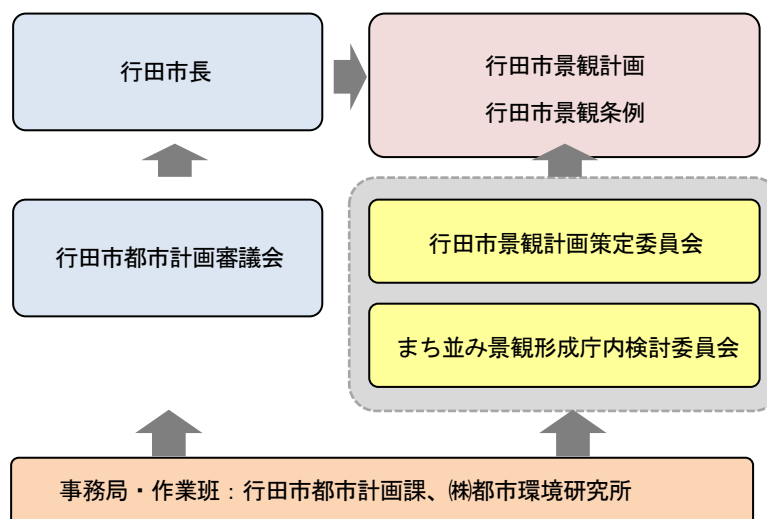 行田市長
行田市景観計画
行田市景観条例
行田市都市計画審議会
行田市景観計画策定委員会
まち並み景観形成庁内検討委員会
事務局・作業班：行田市都市計画課、㈱都市環境研究所